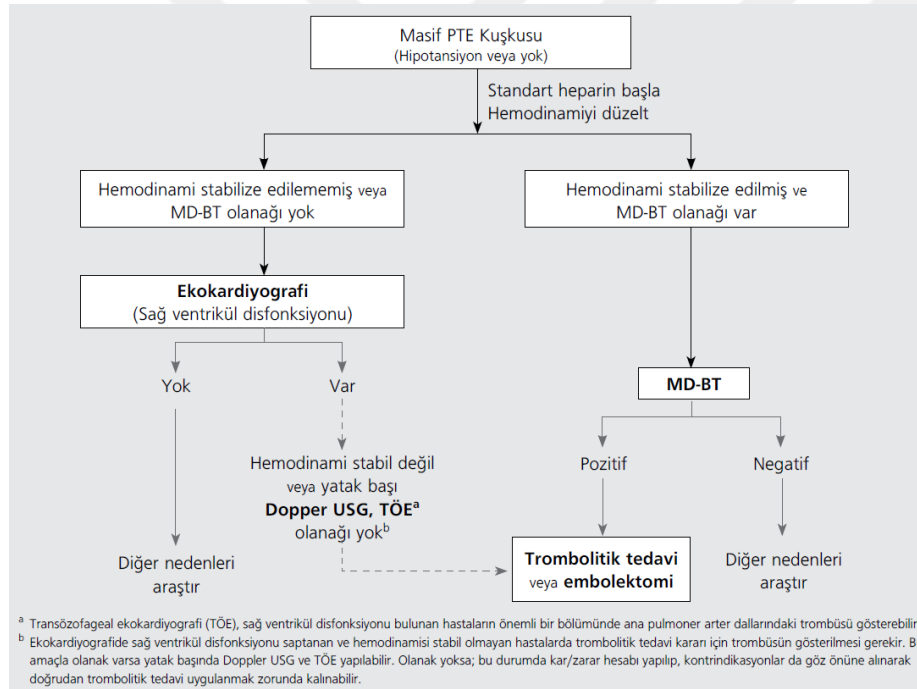 Masif PTE Kuşkusu
(Hipotansiyon veya yok)
Standart heparin başla
Hemodinamiyi düzelt
Hemodinami stabilize edilememiş veya
MD-BT olanağı yok
Hemodinami stabilize edilmiş ve
MD-BT olanağı var
Ekokardiyografi
(Sağ ventrikül disfonksiyonu)
Yok
Var
MD-BT
Hemodinami stabil değil
veya yatak başı
Dopper USG, TÖEa
olanağı yokb
Pozitif
Negatif
Diğer nedenleri
araştır
Trombolitik tedavi
veya embolektomi
Diğer nedenleri
araştır
a Transözofageal ekokardiyografi (TÖE), sağ ventrikül disfonksiyonu bulunan hastaların önemli bir bölümünde ana pulmoner arter dallarındaki trombüsü gösterebilir
b Ekokardiyografide sağ ventrikül disfonksiyonu saptanan ve hemodinamisi stabil olmayan hastalarda trombolitik tedavi kararı için trombüsün gösterilmesi gerekir. B
amaçla olanak varsa yatak başında Doppler USG ve TÖE yapılabilir. Olanak yoksa; bu durumda kar/zarar hesabı yapılıp, kontrindikasyonlar da göz önüne alınarak
doğrudan trombolitik tedavi uygulanmak zorunda kalınabilir.